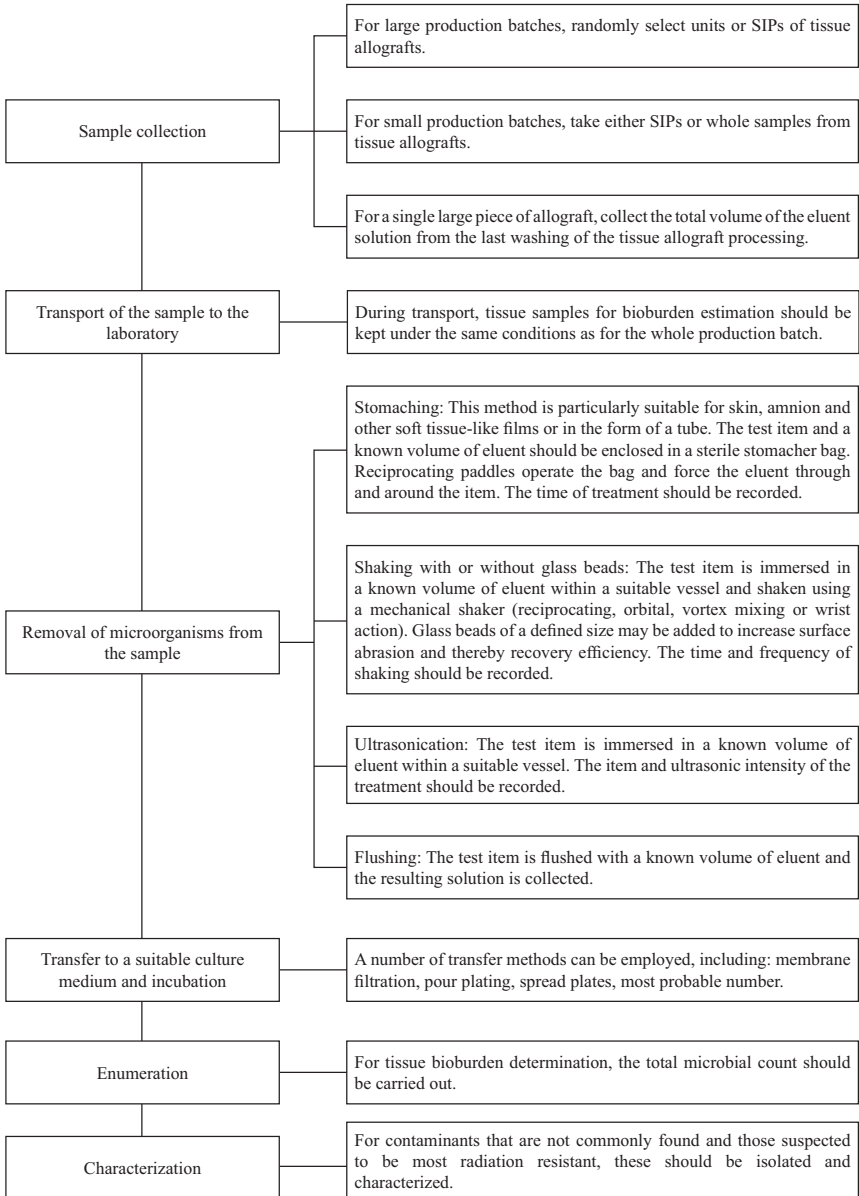 For large production batches, randomly select units or SIPs of tissue
allografts.
Sample collection
For small production batches, take either SIPs or whole samples from
tissue allografts.
For a single large piece of allograft, collect the total volume of the eluent
solution from the last washing of the tissue allograft processing.
Transport of the sample to the
laboratory
During transport, tissue samples for bioburden estimation should be
kept under the same conditions as for the whole production batch.
Stomaching: This method is particularly suitable for skin, amnion and
other soft tissue-like films or in the form of a tube. The test item and a
known volume of eluent should be enclosed in a sterile stomacher bag.
Reciprocating paddles operate the bag and force the eluent through
and around the item. The time of treatment should be recorded.
Removal of microorganisms from
the sample
Shaking with or without glass beads: The test item is immersed in
a known volume of eluent within a suitable vessel and shaken using
a mechanical shaker (reciprocating, orbital, vortex mixing or wrist
action). Glass beads of a defined size may be added to increase surface
abrasion and thereby recovery efficiency. The time and frequency of
shaking should be recorded.
Ultrasonication: The test item is immersed in a known volume of
eluent within a suitable vessel. The item and ultrasonic intensity of the
treatment should be recorded.
Flushing: The test item is flushed with a known volume of eluent and
the resulting solution is collected.
Transfer to a suitable culture
medium and incubation
A number of transfer methods can be employed, including: membrane
filtration, pour plating, spread plates, most probable number.
Enumeration
For tissue bioburden determination, the total microbial count should
be carried out.
Characterization
For contaminants that are not commonly found and those suspected
to be most radiation resistant, these should be isolated and
characterized.